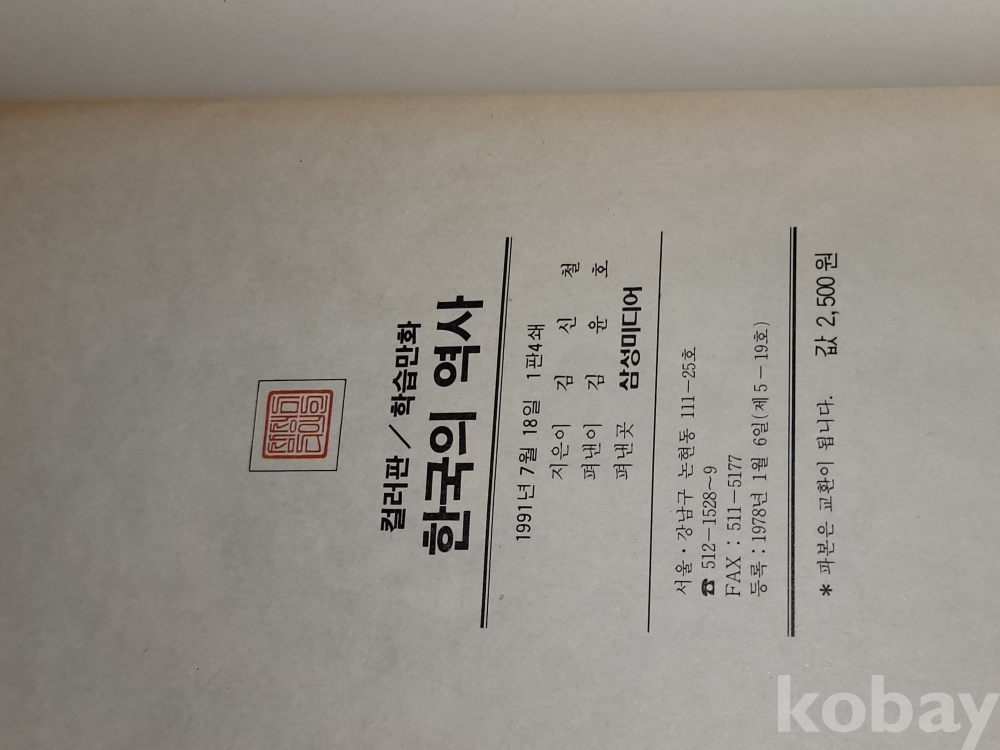 컬러판 / 학습만화
한국의 역사
1991년 7월 18일 1판4쇄
지은이 김 신 철
펴낸이 김 윤 호
펴낸곳 삼성미디어
서울·강남구 논현동 111-25호
☎ 512-1528~9
FAX : 511-5177
등록 : 1978년 1월 6일(제 5-19호)
* 파본은 교환이 됩니다. 값 2,500원
kobay